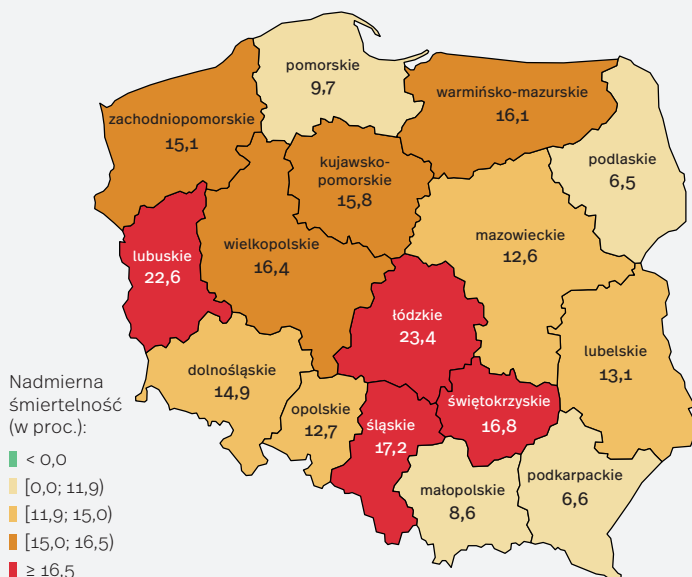 pomorskie
9,7
warmińsko-mazurskie
16,1
zachodniopomorskie
15,1
podlaskie
6,5
kujawsko-
pomorskie
15,8
mazowieckie
12,6
wielkopolskie
16,4
lubuskie
22,6
łódzkie
23,4
lubelskie
13,1
dolnośląskie
14,9
opolskie
12,7
śląskie
17,2
świętokrzyskie
16,8
małopolskie
8,6
podkarpackie
6,6
Nadmierna
śmiertelność
(w proc.):
< 0,0
[0,0; 11,9)
[11,9; 15,0)
[15,0; 16,5)
≥ 16,5